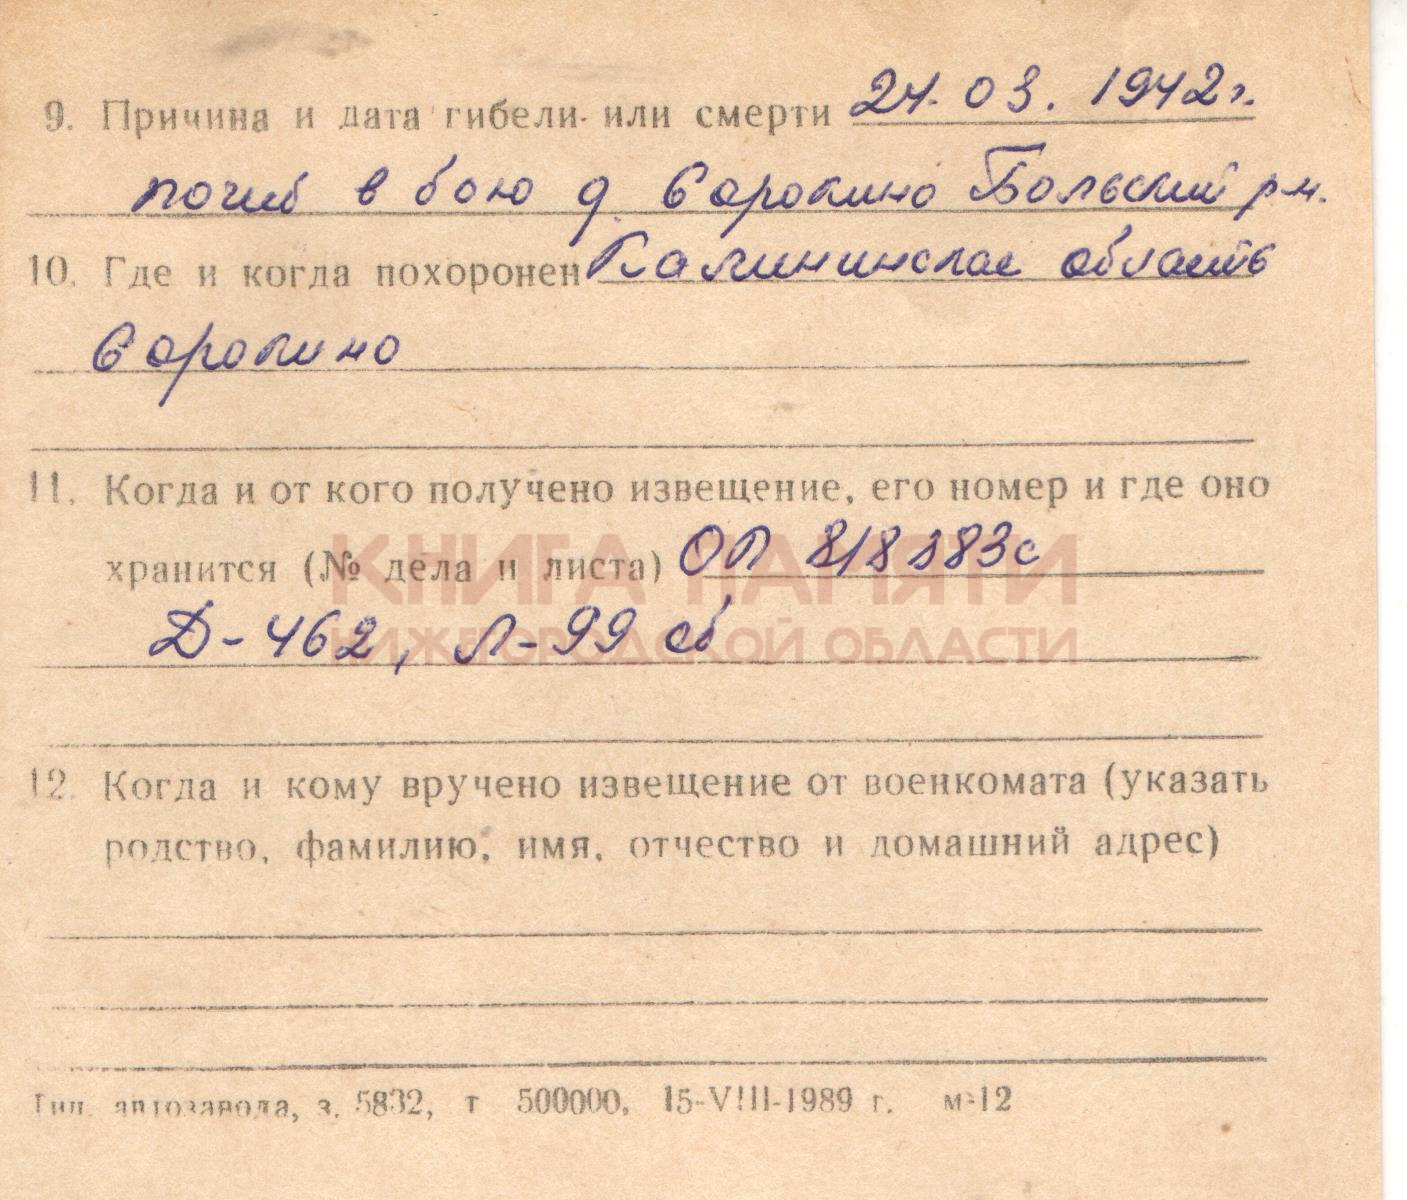 9. Причина и дата гибели или смерти 24.03.1942г.
погиб в бою д. Сорокино Бельский р-н.
10. Где и когда похоронен Калининская область
Сорокино
11. Когда и от кого получено извещение, его номер и где оно
хранится (№ дела и листа) ОП 818883с
КНИГА ПАМЯТИ
Д-462, Л-99 об
НИЖЕГОРОДСКОЙ ОБЛАСТИ
12. Когда и кому вручено извещение от военкомата (указать
родство, фамилию, имя, отчество и домашний адрес)
Тип. автозавода, з. 5832, т 500000, 15-VIII-1989 г. м-12